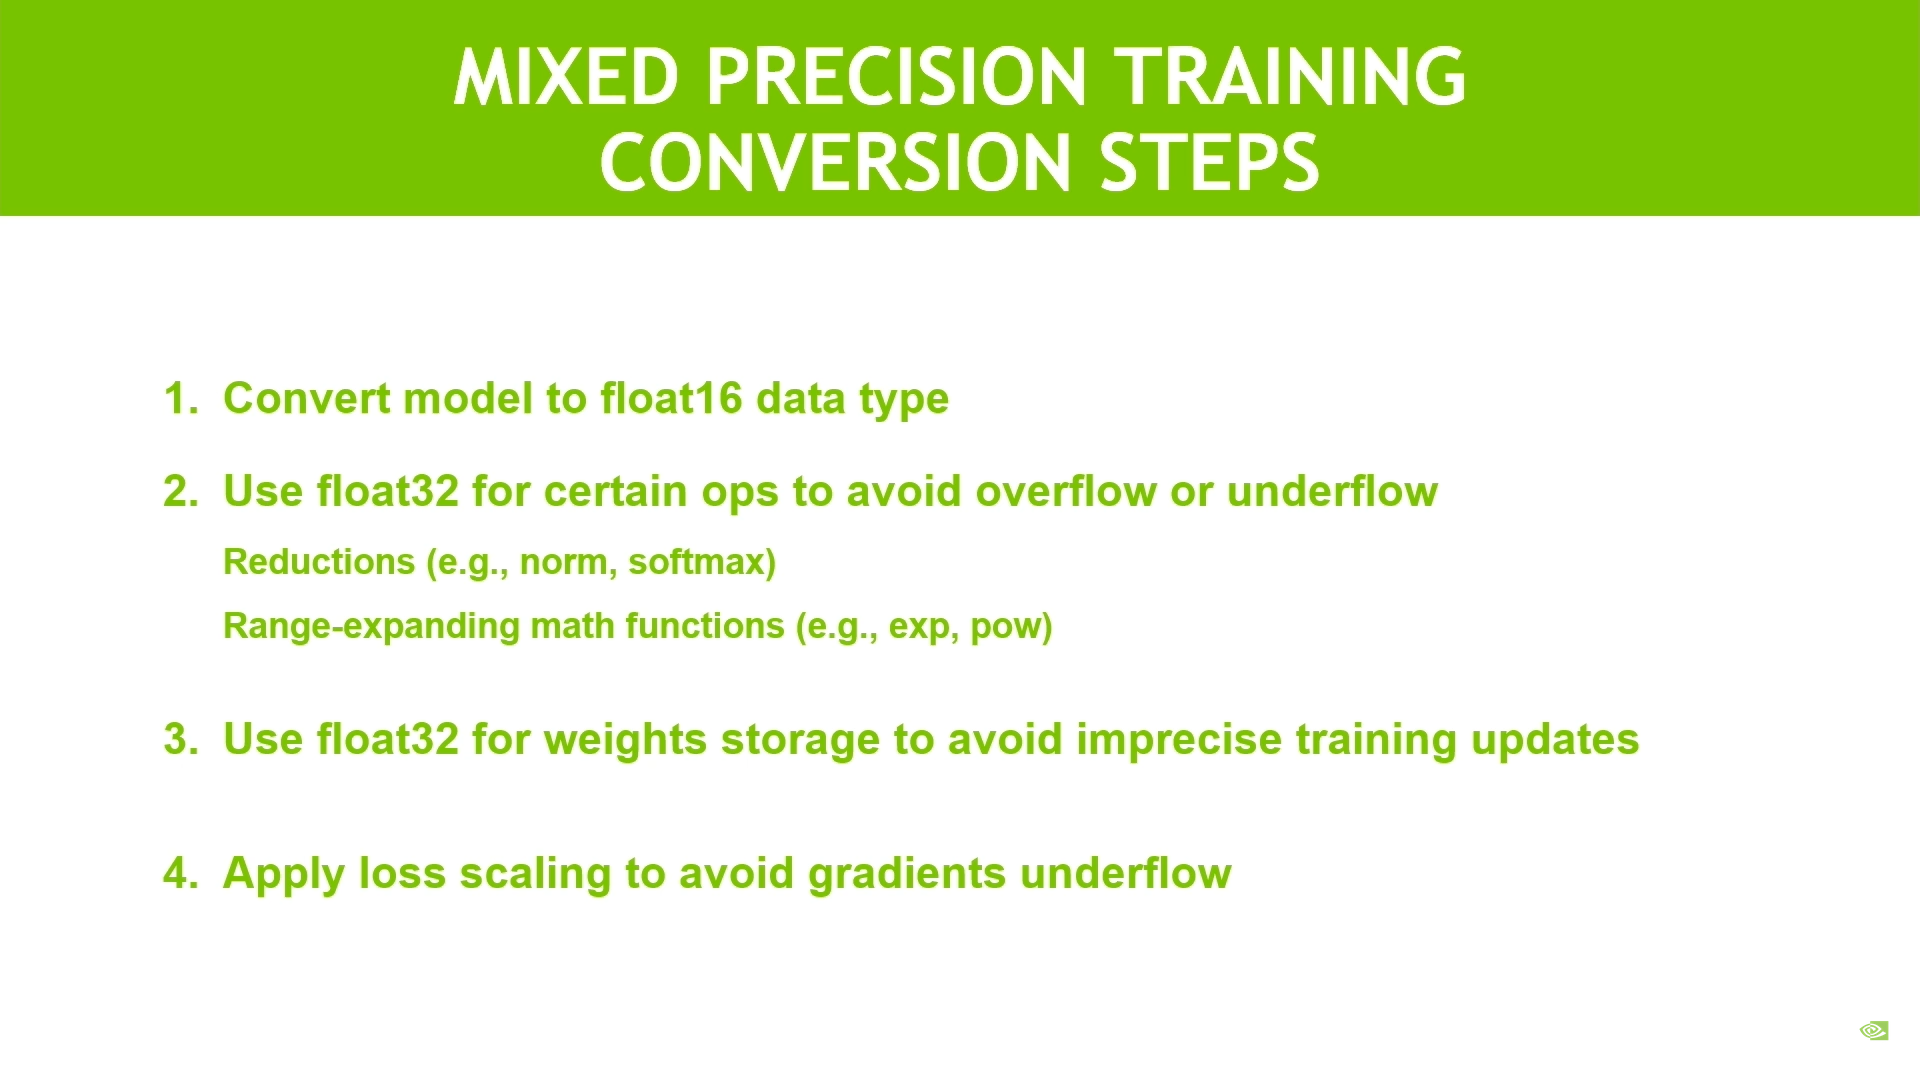 MIXED PRECISION TRAINING
CONVERSION STEPS
1. Convert model to float16 data type
2. Use float32 for certain ops to avoid overflow or underflow
Reductions (e.g., norm, softmax)
Range-expanding math functions (e.g., exp, pow)
3. Use float32 for weights storage to avoid imprecise training updates
4. Apply loss scaling to avoid gradients underflow